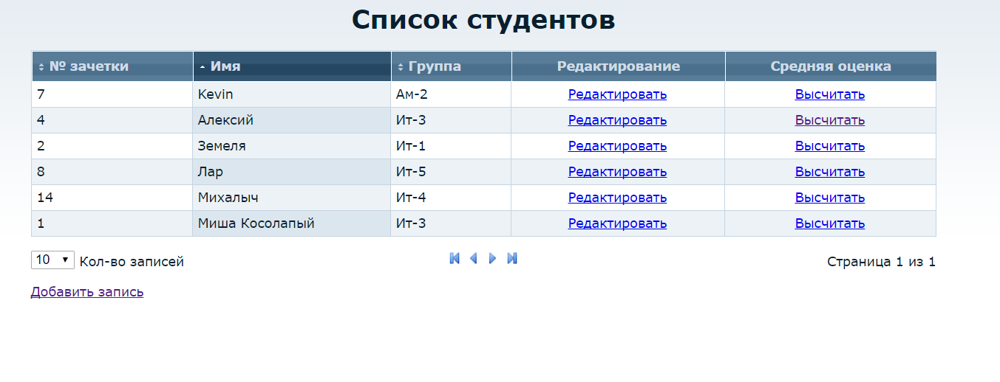 Список студентов
№ зачетки Имя Группа Редактирование Средняя оценка
7 Kevin Ам-2 Редактировать Высчитать
4 Алексий Ит-3 Редактировать Высчитать
2 Земеля Ит-1 Редактировать Высчитать
8 Лар Ит-5 Редактировать Высчитать
14 Михалыч Ит-4 Редактировать Высчитать
1 Миша Косолапый Ит-3 Редактировать Высчитать
10 Кол-во записей Страница 1 из 1
Добавить запись